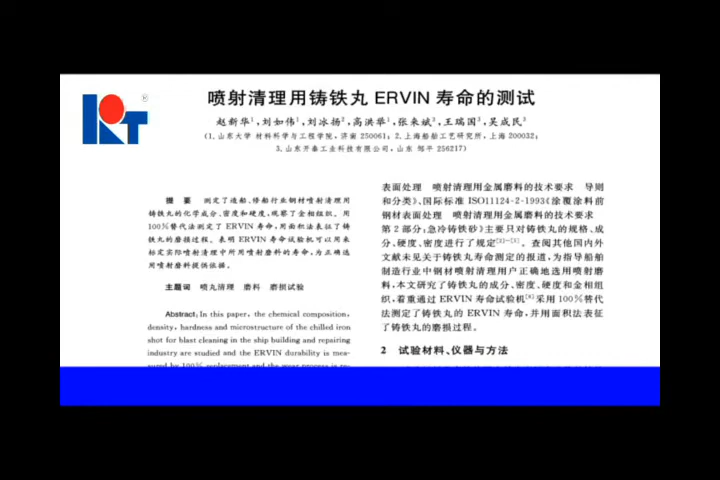 KT
®
喷射清理用铸铁丸 ERVIN 寿命的测试
赵新华¹,刘如伟¹,刘冰扬²,高洪举¹,张来斌³,王瑞国³,吴成民³
(1.山东大学 材料科学与工程学院,济南 250061; 2.上海船舶工艺研究所,上海 200032;
3.山东开泰工业科技有限公司,山东 邹平 256217)
摘 要 测定了造船、修船行业钢材喷射清理用
铸铁丸的化学成分、密度和硬度,观察了金相组织。用
100%替代法测定了 ERVIN 寿命,用面积法表征了铸
铁丸的磨损过程。表明 ERVIN 寿命试验机可以用来
标定实际喷射清理中所用喷射磨料的寿命,为正确选
用喷射磨料提供依据。
主题词 喷丸清理 磨料 磨损试验
Abstract: In this paper, the chemical composition,
density, hardness and microstructure of the chilled iron
shot for blast cleaning in the ship building and repairing
industry are studied and the ERVIN durability is mea-
sured by 100% replacement and the wear process is re-
表面处理 喷射清理用金属磨料的技术要求 导则
和分类》、国际标准 ISO11124-2-1993《涂覆涂料前
钢材表面处理 喷射清理用金属磨料的技术要求
第2部分:急冷铸铁砂》主要只对铸铁丸的规格、成
分、硬度、密度进行了规定[2]~[5]。查阅其他国内外
文献未见关于铸铁丸寿命测定的报道,为指导船舶
制造行业中钢材喷射清理用户正确地选用喷射磨
料,本文研究了铸铁丸的成分、密度、硬度和金相组
织,着重通过 ERVIN 寿命试验机[6]采用100%替代
法测定了铸铁丸的 ERVIN 寿命,并用面积法表征
了铸铁丸的磨损过程。
2 试验材料、仪器与方法